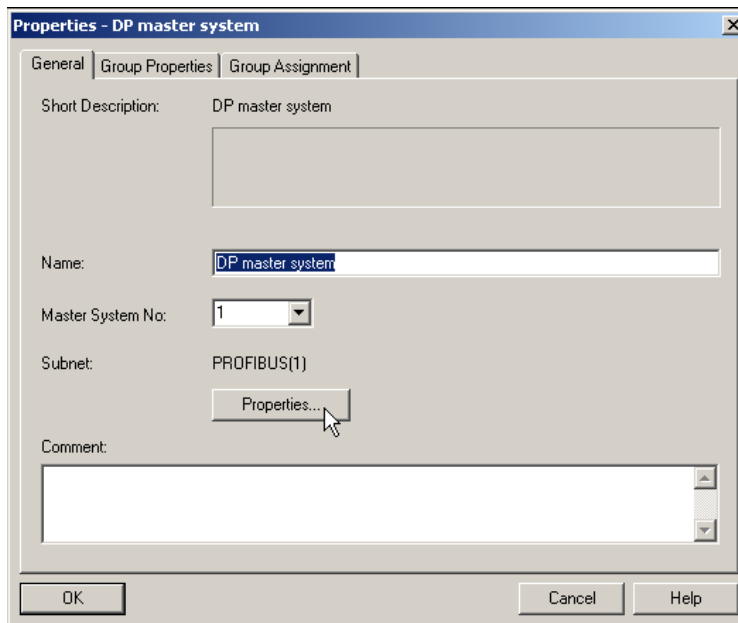 Properties - DP master system
General Group Properties Group Assignment
Short Description: DP master system
Name: DP master system
Master System No: 1
Subnet: PROFIBUS(1)
Properties...
Comment:
OK Cancel Help